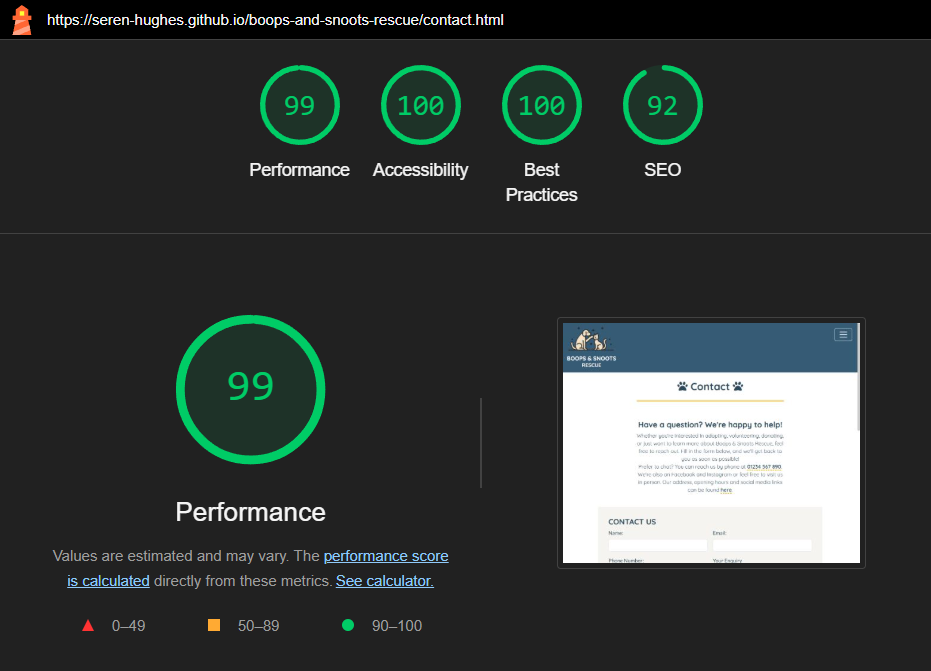 https://seren-hughes.github.io/boops-and-snoots-rescue/contact.html
99
100
100
92
Performance
Accessibility
Best
Practices
SEO
99
Performance
Values are estimated and may vary. The performance score
is calculated directly from these metrics. See calculator.
0–49
50–89
90–100
BOOPS & SNOOTS
RESCUE
Contact
Have a question? We're happy to help!
Whether you're interested in adopting, volunteering, donating,
or just want to learn more about Boops & Snoots Rescue, feel
free to reach out. Fill in the form below, and we'll get back to
you as soon as possible!
Prefer to chat? You can reach us by phone at 01234 567 890.
We're also on Facebook and Instagram or feel free to visit us
in person. Our address, opening hours and social media links
can be found here
CONTACT US
Name:
Email:
Phone Number:
Your Enquiry